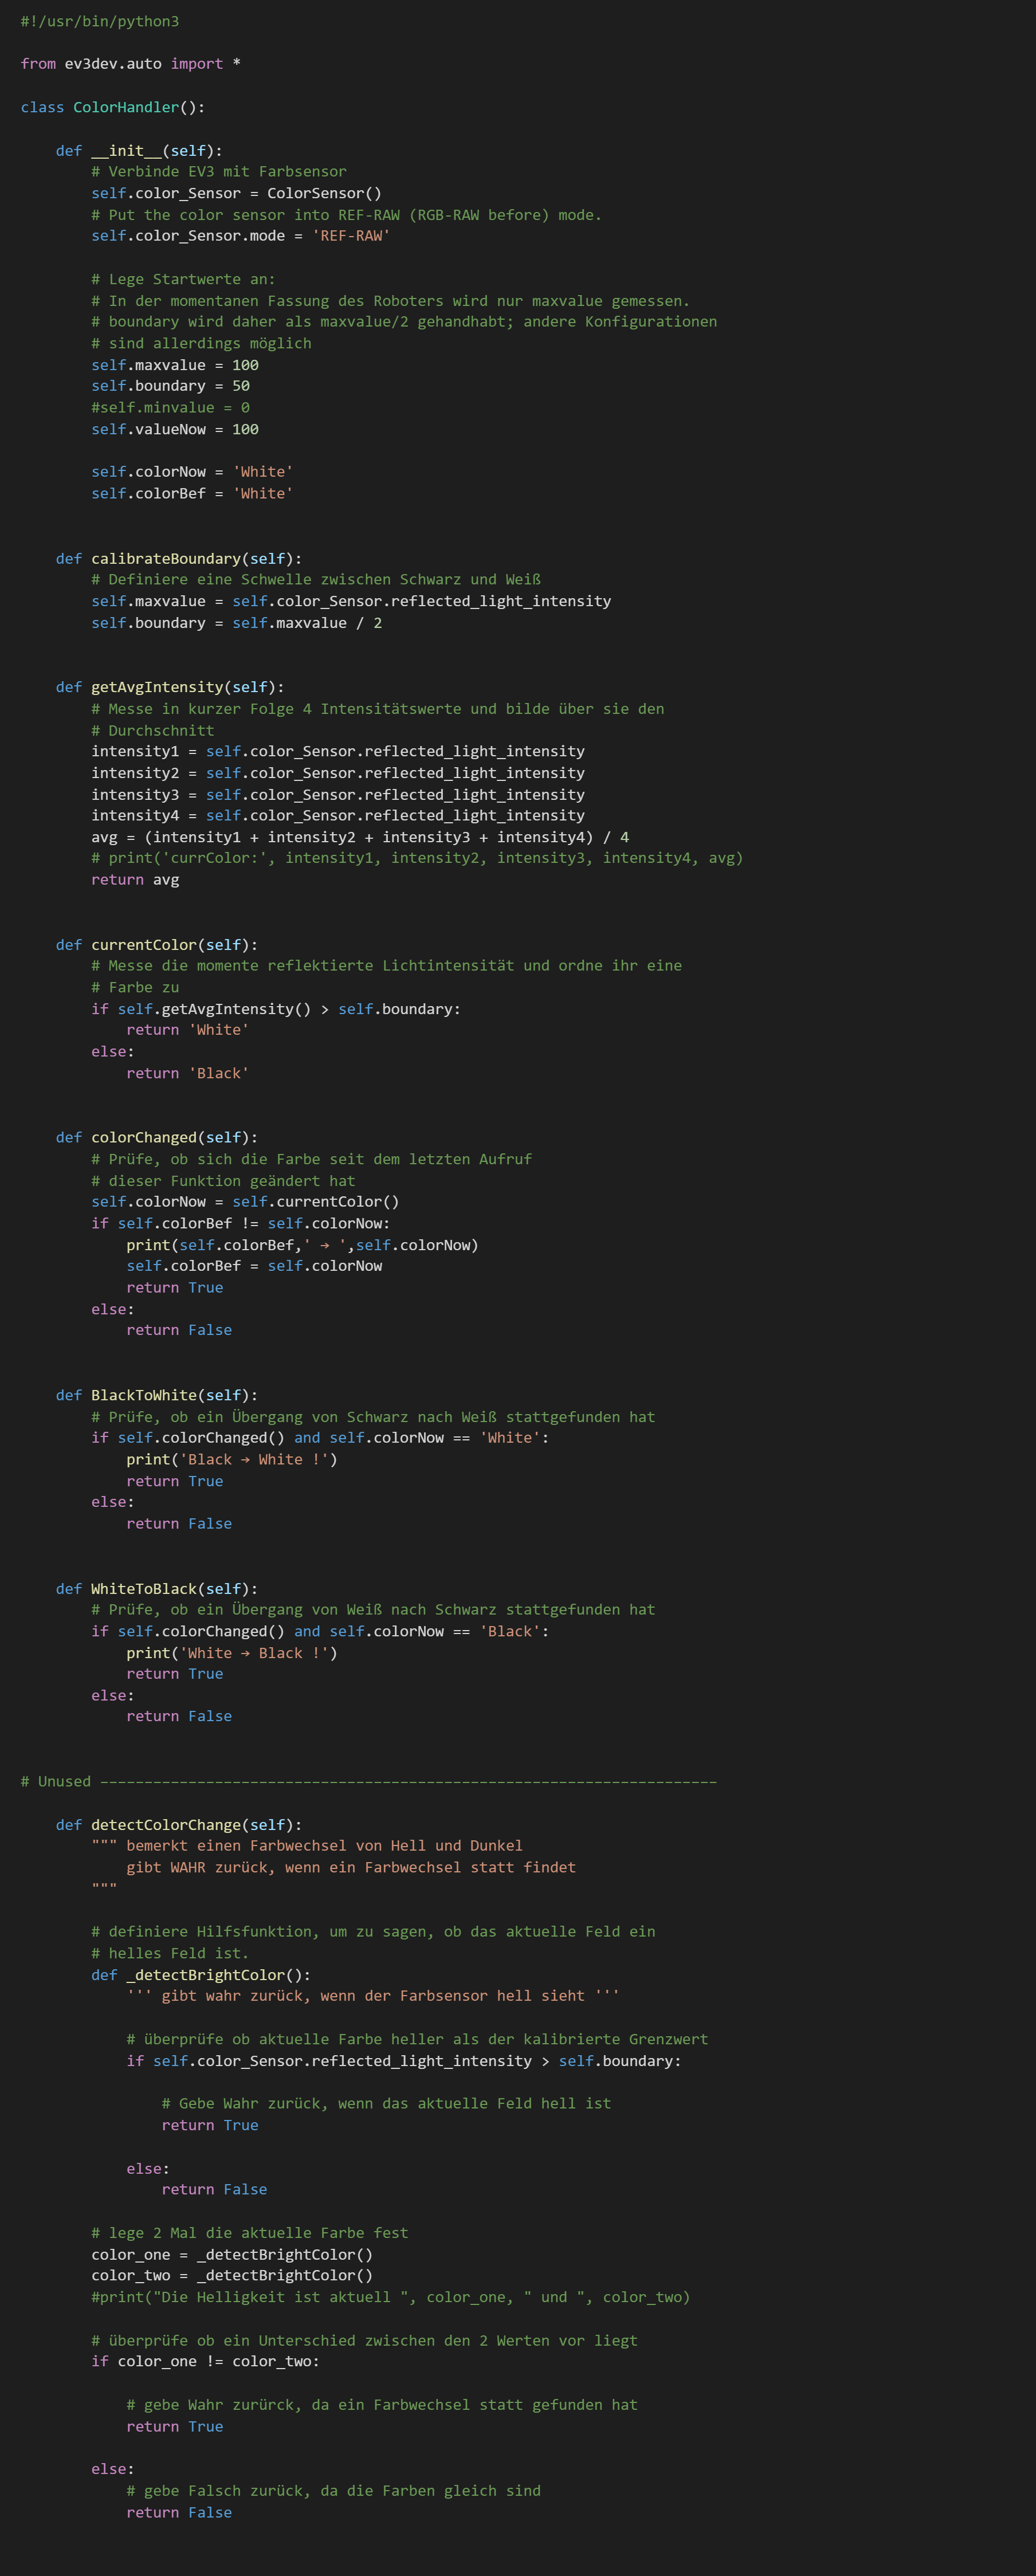 #!/usr/bin/python3
from ev3dev.auto import *
class ColorHandler():
def __init__(self):
# Verbinde EV3 mit Farbsensor
self.color_Sensor = ColorSensor()
# Put the color sensor into REF-RAW (RGB-RAW before) mode.
self.color_Sensor.mode = 'REF-RAW'
# Lege Startwerte an:
# In der momentanen Fassung des Roboters wird nur maxvalue gemessen.
# boundary wird daher als maxvalue/2 gehandhabt; andere Konfigurationen
# sind allerdings möglich
self.maxvalue = 100
self.boundary = 50
#self.minvalue = 0
self.valueNow = 100
self.colorNow = 'White'
self.colorBef = 'White'
def calibrateBoundary(self):
# Definiere eine Schwelle zwischen Schwarz und Weiß
self.maxvalue = self.color_Sensor.reflected_light_intensity
self.boundary = self.maxvalue / 2
def getAvgIntensity(self):
# Messe in kurzer Folge 4 Intensitätswerte und bilde über sie den
# Durchschnitt
intensity1 = self.color_Sensor.reflected_light_intensity
intensity2 = self.color_Sensor.reflected_light_intensity
intensity3 = self.color_Sensor.reflected_light_intensity
intensity4 = self.color_Sensor.reflected_light_intensity
avg = (intensity1 + intensity2 + intensity3 + intensity4) / 4
# print('currColor:', intensity1, intensity2, intensity3, intensity4, avg)
return avg
def currentColor(self):
# Messe die momente reflektierte Lichtintensität und ordne ihr eine
# Farbe zu
if self.getAvgIntensity() > self.boundary:
return 'White'
else:
return 'Black'
def colorChanged(self):
# Prüfe, ob sich die Farbe seit dem letzten Aufruf
# dieser Funktion geändert hat
self.colorNow = self.currentColor()
if self.colorBef != self.colorNow:
print(self.colorBef,' → ',self.colorNow)
self.colorBef = self.colorNow
return True
else:
return False
def BlackToWhite(self):
# Prüfe, ob ein Übergang von Schwarz nach Weiß stattgefunden hat
if self.colorChanged() and self.colorNow == 'White':
print('Black → White !')
return True
else:
return False
def WhiteToBlack(self):
# Prüfe, ob ein Übergang von Weiß nach Schwarz stattgefunden hat
if self.colorChanged() and self.colorNow == 'Black':
print('White → Black !')
return True
else:
return False
# Unused ----------------------------------------------------------------------
def detectColorChange(self):
""" bemerkt einen Farbwechsel von Hell und Dunkel
gibt WAHR zurück, wenn ein Farbwechsel statt findet
"""
# definiere Hilfsfunktion, um zu sagen, ob das aktuelle Feld ein
# helles Feld ist.
def _detectBrightColor():
''' gibt wahr zurück, wenn der Farbsensor hell sieht '''
# überprüfe ob aktuelle Farbe heller als der kalibrierte Grenzwert
if self.color_Sensor.reflected_light_intensity > self.boundary:
# Gebe Wahr zurück, wenn das aktuelle Feld hell ist
return True
else:
return False
# lege 2 Mal die aktuelle Farbe fest
color_one = _detectBrightColor()
color_two = _detectBrightColor()
#print("Die Helligkeit ist aktuell ", color_one, " und ", color_two)
# überprüfe ob ein Unterschied zwischen den 2 Werten vor liegt
if color_one != color_two:
# gebe Wahr zurürck, da ein Farbwechsel statt gefunden hat
return True
else:
# gebe Falsch zurück, da die Farben gleich sind
return False